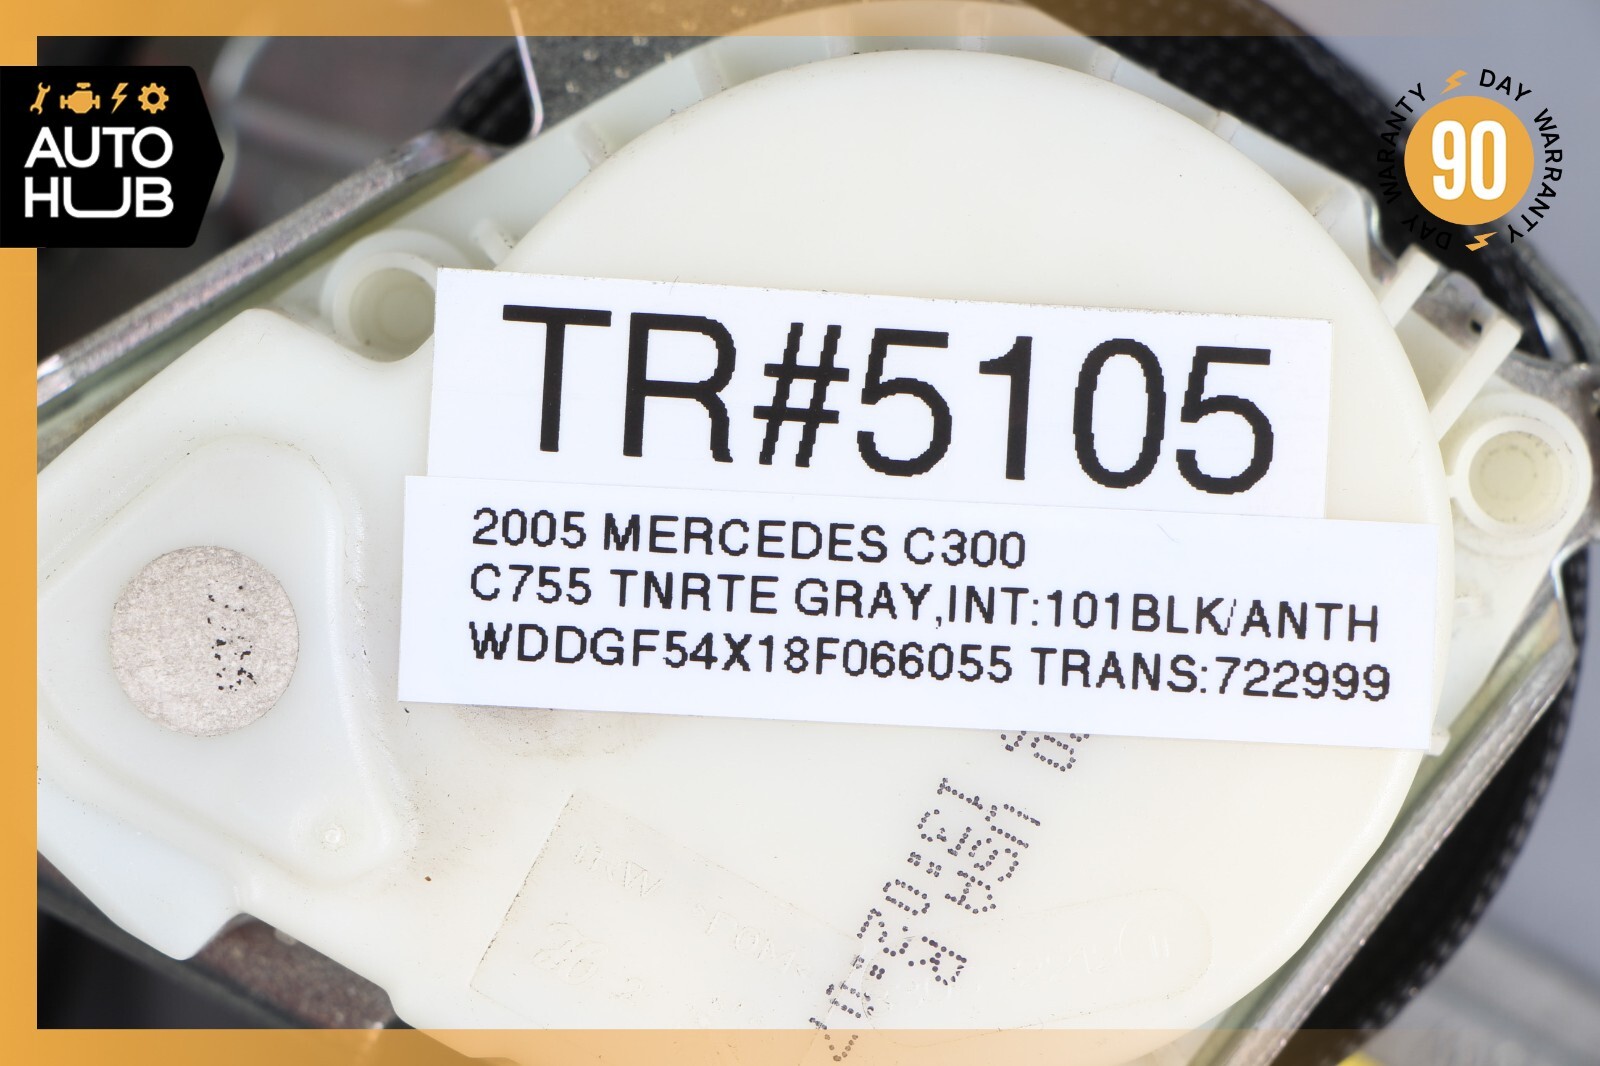 AUTO
HUB
DAY WARRANTY
DAY WARRANTY
90
TR#5105
2005 MERCEDES C300
C755 TNRTE GRAY,INT:101BLK/ANTH
WDDGF54X18F066055 TRANS:722999